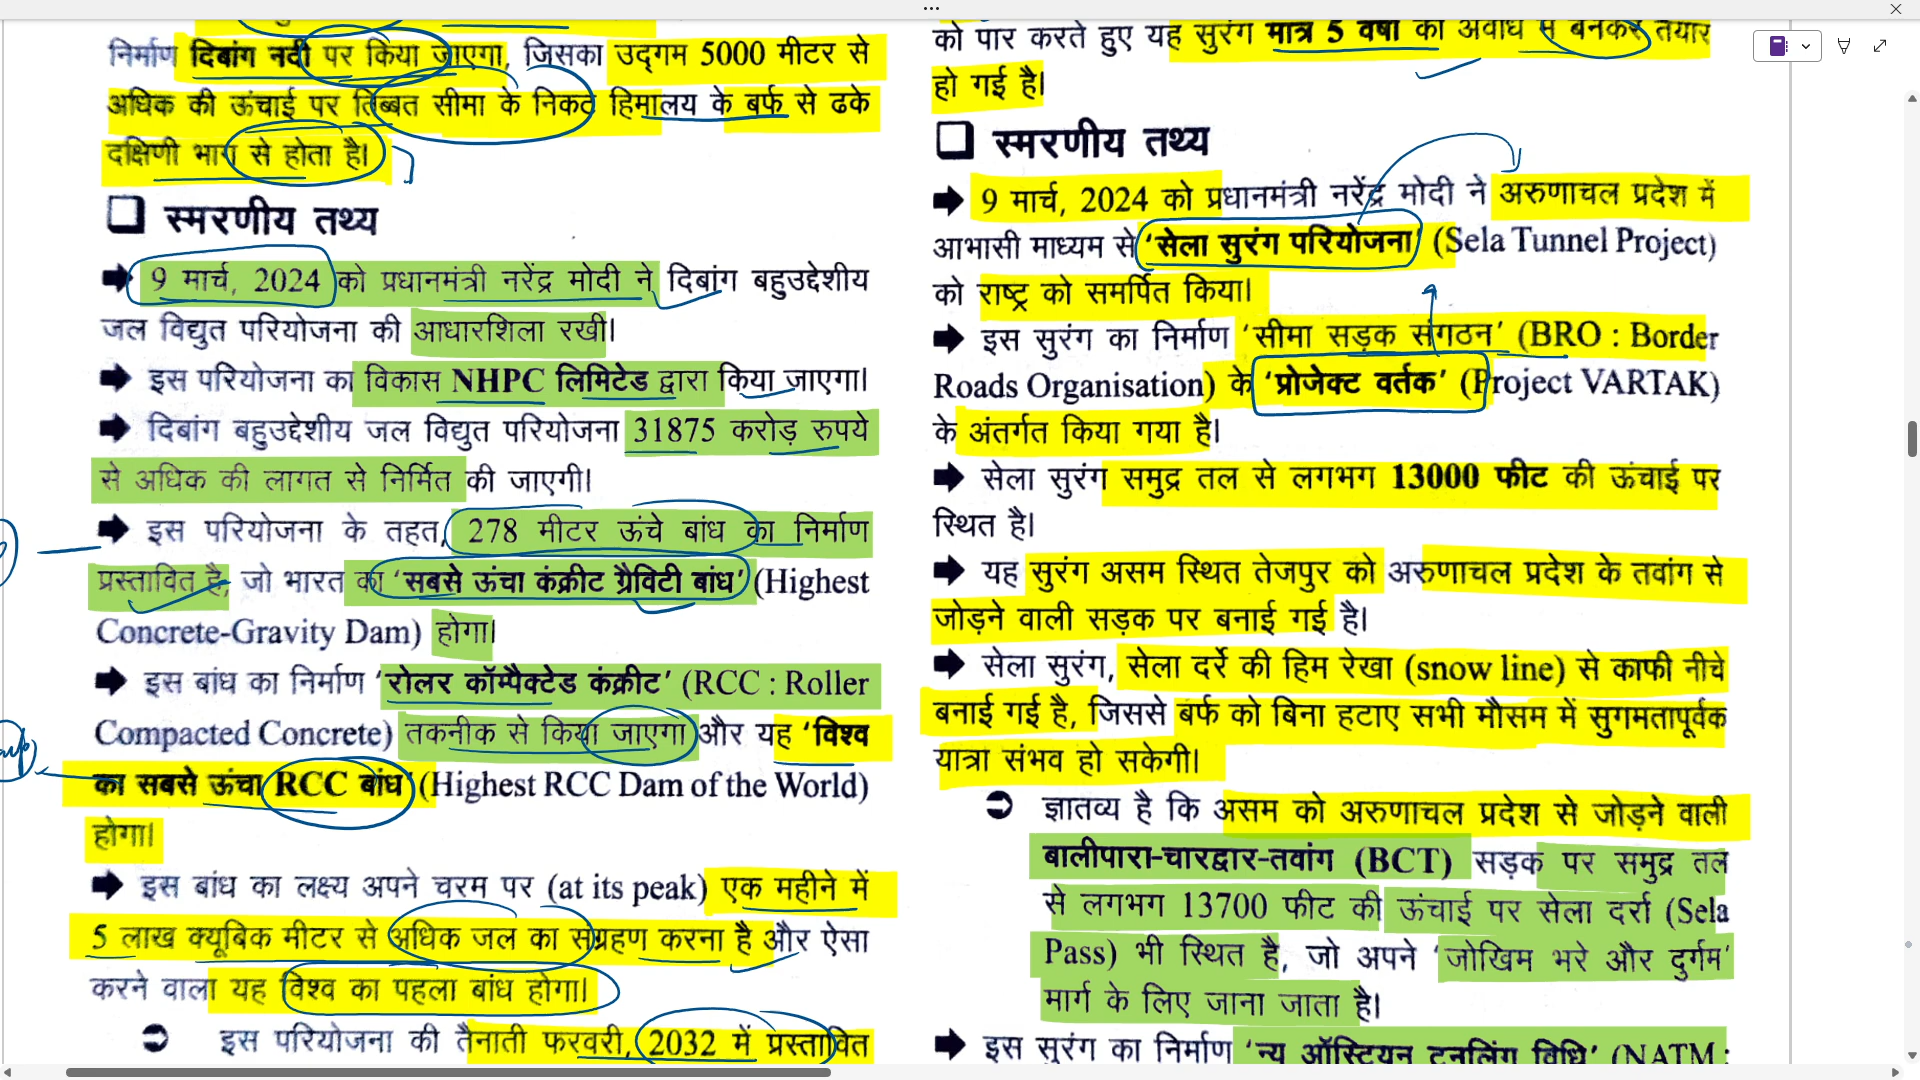 निर्माण दिबांग नदी पर किया जाएगा, जिसका उद्‌गम 5000 मीटर से
अधिक की ऊंचाई पर तिब्बत सीमा के निकट हिमालय के बर्फ से ढके
दक्षिणी भाग से होता है।
❑ स्मरणीय तथ्य
➡ 9 मार्च, 2024 को प्रधानमंत्री नरेंद्र मोदी ने दिबांग बहुउद्देशीय
जल विद्युत परियोजना की आधारशिला रखी।
➡ इस परियोजना का विकास NHPC लिमिटेड द्वारा किया जाएगा।
➡ दिबांग बहुउद्देशीय जल विद्युत परियोजना 31875 करोड़ रुपये
से अधिक की लागत से निर्मित की जाएगी।
➡ इस परियोजना के तहत, 278 मीटर ऊंचे बांध का निर्माण
प्रस्तावित है, जो भारत का ‘सबसे ऊंचा कंक्रीट ग्रैविटी बांध’ (Highest
Concrete-Gravity Dam) होगा।
➡ इस बांध का निर्माण ‘रोलर कॉम्पैक्टेड कंक्रीट’ (RCC : Roller
Compacted Concrete) तकनीक से किया जाएगा और यह ‘विश्व
का सबसे ऊंचा RCC बांध’ (Highest RCC Dam of the World)
होगा।
➡ इस बांध का लक्ष्य अपने चरम पर (at its peak) एक महीने में
5 लाख क्यूबिक मीटर से अधिक जल का संग्रहण करना है और ऐसा
करने वाला यह विश्व का पहला बांध होगा।
➲ इस परियोजना की तैनाती फरवरी, 2032 में प्रस्तावित
को पार करते हुए यह सुरंग मात्र 5 वर्षों की अवधि में बनकर तैयार
हो गई है।
❑ स्मरणीय तथ्य
➡ 9 मार्च, 2024 को प्रधानमंत्री नरेंद्र मोदी ने अरुणाचल प्रदेश में
आभासी माध्यम से ‘सेला सुरंग परियोजना’ (Sela Tunnel Project)
को राष्ट्र को समर्पित किया।
➡ इस सुरंग का निर्माण ‘सीमा सड़क संगठन’ (BRO : Border
Roads Organisation) के ‘प्रोजेक्ट वर्तक’ (Project VARTAK)
के अंतर्गत किया गया है।
➡ सेला सुरंग समुद्र तल से लगभग 13000 फीट की ऊंचाई पर
स्थित है।
➡ यह सुरंग असम स्थित तेजपुर को अरुणाचल प्रदेश के तवांग से
जोड़ने वाली सड़क पर बनाई गई है।
➡ सेला सुरंग, सेला दर्रे की हिम रेखा (snow line) से काफी नीचे
बनाई गई है, जिससे बर्फ को बिना हटाए सभी मौसम में सुगमतापूर्वक
यात्रा संभव हो सकेगी।
➲ ज्ञातव्य है कि असम को अरुणाचल प्रदेश से जोड़ने वाली
बालीपारा-चारद्वार-तवांग (BCT) सड़क पर समुद्र तल
से लगभग 13700 फीट की ऊंचाई पर सेला दर्रा (Sela
Pass) भी स्थित है, जो अपने ‘जोखिम भरे और दुर्गम’
मार्ग के लिए जाना जाता है।
➡ इस सुरंग का निर्माण ‘न्यू ऑस्ट्रियन टनलिंग विधि’ (NATM :